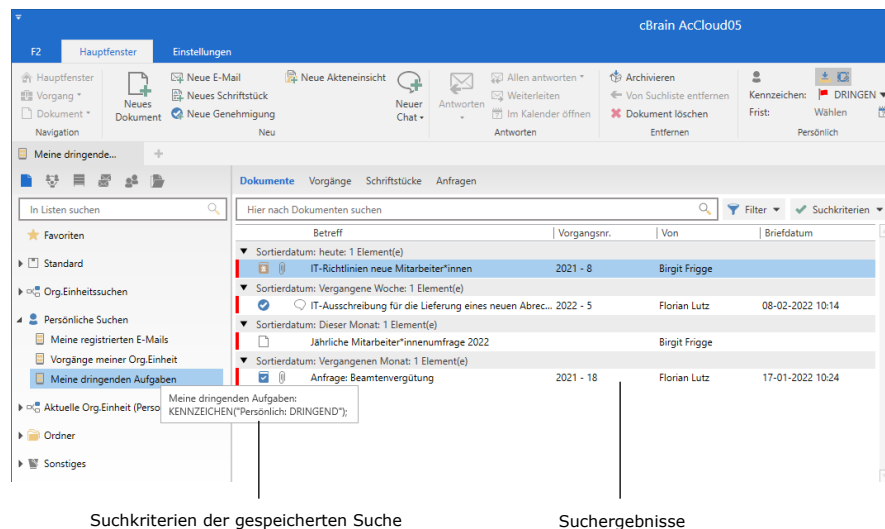 cBrain AcCloud05
F2 Hauptfenster Einstellungen
Hauptfenster
Vorgang
Dokument
Navigation
Neues Dokument
Neue E-Mail
Neues Schriftstück
Neue Genehmigung
Neue Akteneinsicht
Neuer Chat
Neu
Antworten
Allen antworten
Weiterleiten
Im Kalender öffnen
Antworten
Archivieren
Von Suchliste entfernen
Dokument löschen
Entfernen
Kennzeichen: DRINGEN
Frist: Wählen
Persönlich
Meine dringende... +
Dokumente Vorgänge Schriftstücke Anfragen
In Listen suchen
Hier nach Dokumenten suchen
Filter Suchkriterien
Favoriten
Standard
Org.Einheitssuchen
Persönliche Suchen
Meine registrierten E-Mails
Vorgänge meiner Org.Einheit
Meine dringenden Aufgaben
Aktuelle Org.Einheit (Perso
Ordner
Sonstiges
Betreff Vorgangsnr. Von Briefdatum
Sortierdatum: heute: 1 Element(e)
IT-Richtlinien neue Mitarbeiter*innen 2021 - 8 Birgit Frigge
Sortierdatum: Vergangene Woche: 1 Element(e)
IT-Ausschreibung für die Lieferung eines neuen Abrec... 2022 - 5 Florian Lutz 08-02-2022 10:14
Sortierdatum: Dieser Monat: 1 Element(e)
Jährliche Mitarbeiter*innenumfrage 2022 Birgit Frigge
Sortierdatum: Vergangenen Monat: 1 Element(e)
Anfrage: Beamtenvergütung 2021 - 18 Florian Lutz 17-01-2022 10:24
Meine dringenden Aufgaben:
KENNZEICHEN("Persönlich: DRINGEND");
Suchkriterien der gespeicherten Suche
Suchergebnisse